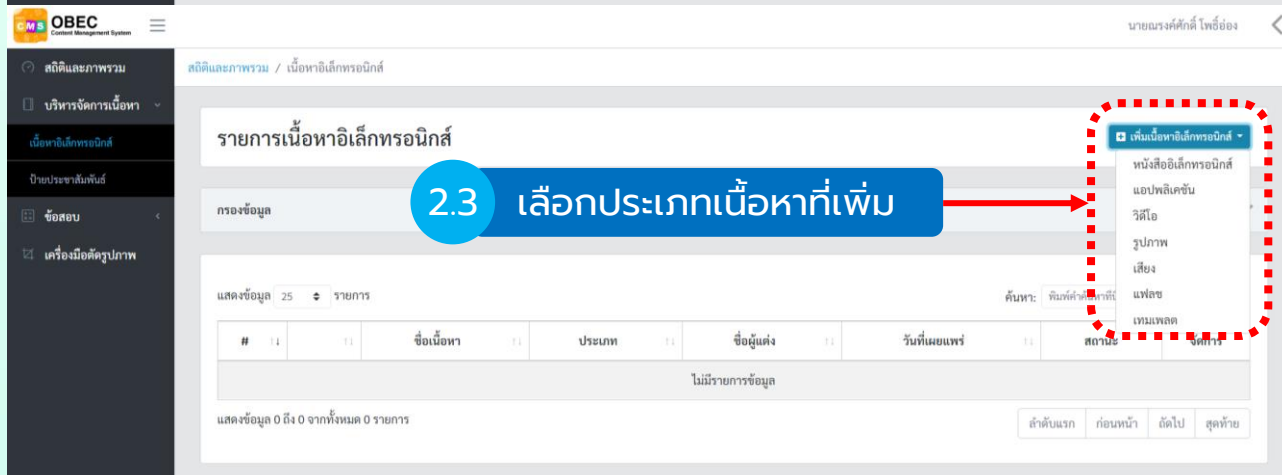 CMS OBEC
Content Management System
นายณรงค์ศักดิ์ โพธิ์อ่อง
สถิติและภาพรวม
บริหารจัดการเนื้อหา
เนื้อหาอิเล็กทรอนิกส์
ป้ายประชาสัมพันธ์
ข้อสอบ
เครื่องมือตัดรูปภาพ
สถิติและภาพรวม / เนื้อหาอิเล็กทรอนิกส์
รายการเนื้อหาอิเล็กทรอนิกส์
เพิ่มเนื้อหาอิเล็กทรอนิกส์
หนังสืออิเล็กทรอนิกส์
แอปพลิเคชัน
วิดีโอ
รูปภาพ
เสียง
แฟลช
เทมเพลต
2.3 เลือกประเภทเนื้อหาที่เพิ่ม
กรองข้อมูล
แสดงข้อมูล 25 รายการ
ค้นหา: พิมพ์คำค้นหาที่นี่
# ชื่อเนื้อหา ประเภท ชื่อผู้แต่ง วันที่เผยแพร่ สถานะ จัดการ
ไม่มีรายการข้อมูล
แสดงข้อมูล 0 ถึง 0 จากทั้งหมด 0 รายการ
ลำดับแรก ก่อนหน้า ถัดไป สุดท้าย